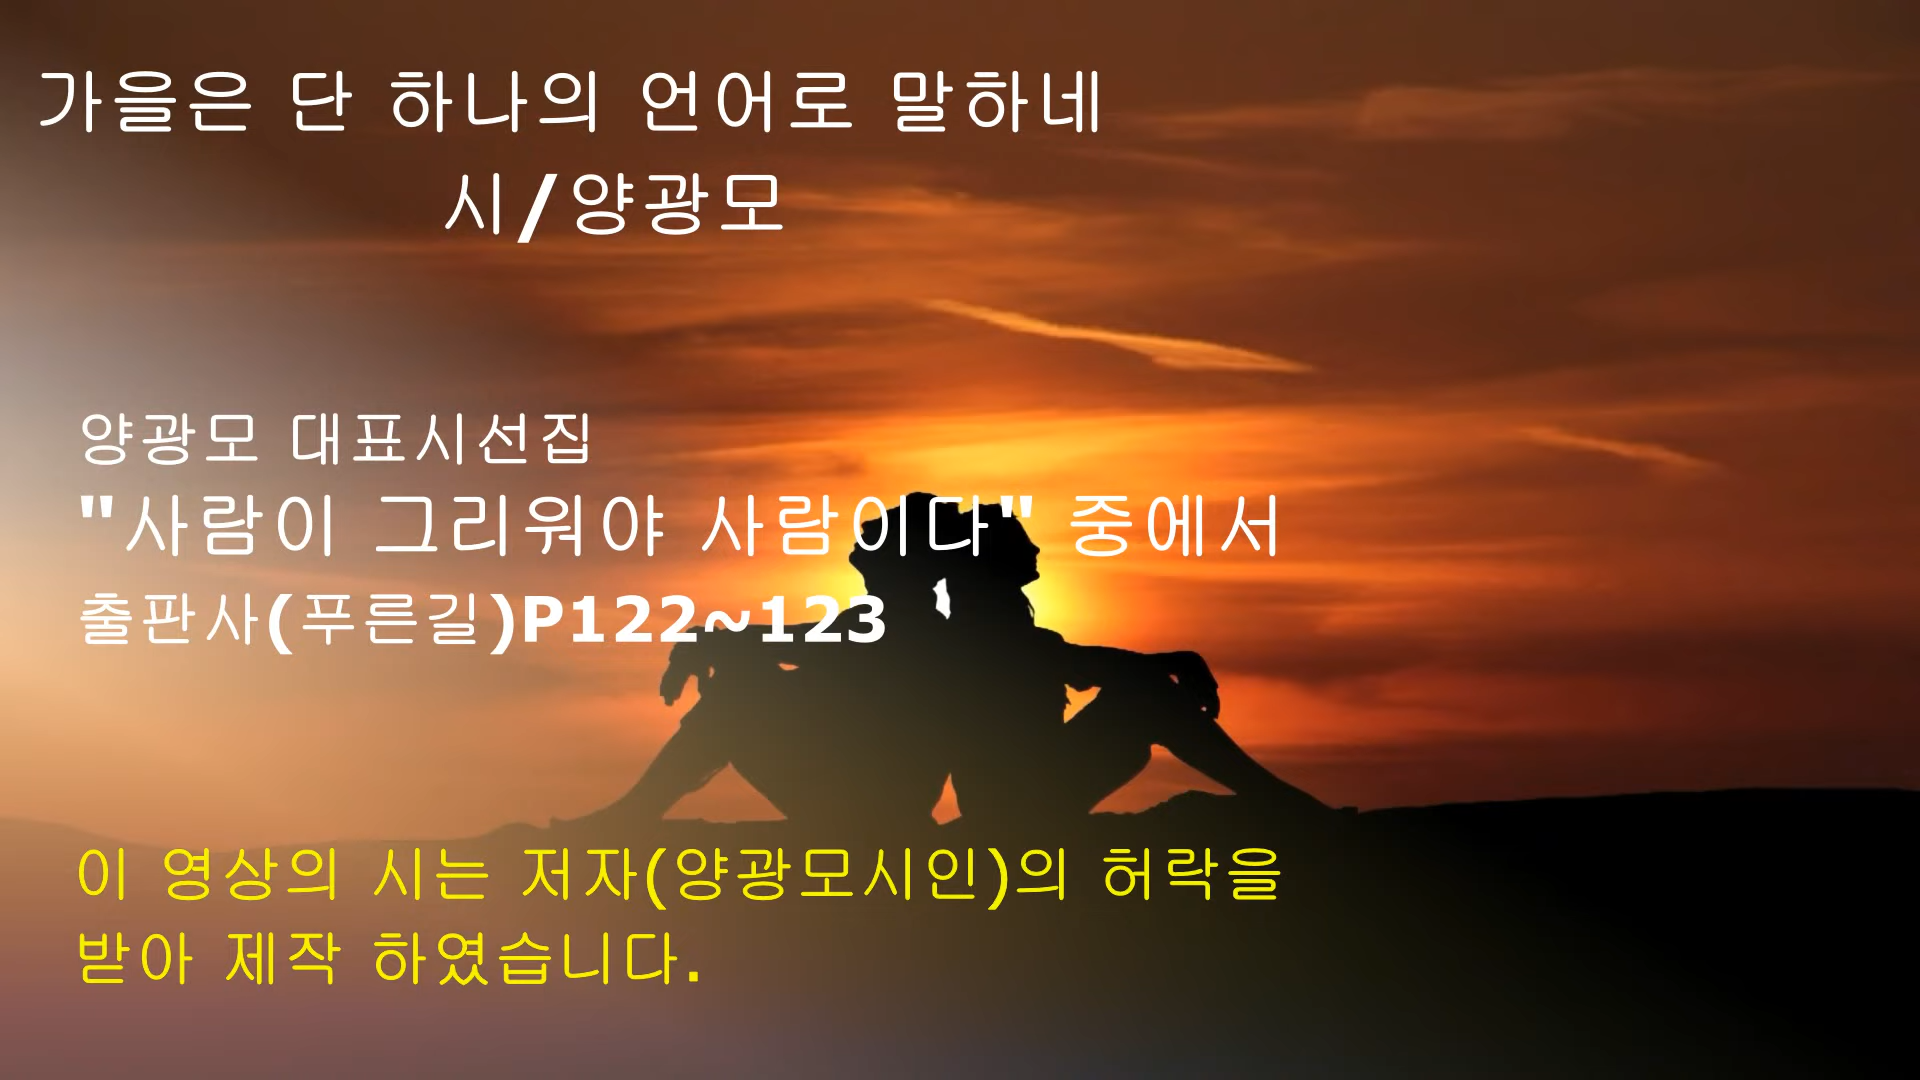 가을은 단 하나의 언어로 말하네
시/양광모
양광모 대표시선집
"사람이 그리워야 사람이다" 중에서
출판사(푸른길)P122~123
이 영상의 시는 저자(양광모시인)의 허락을
받아 제작 하였습니다.